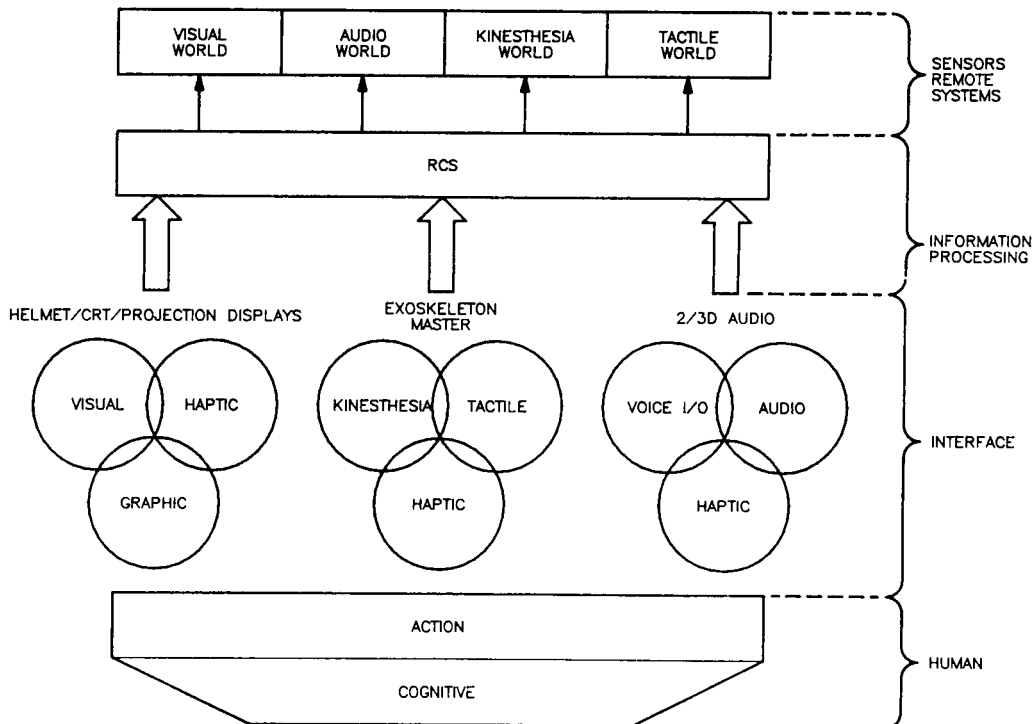 VISUAL WORLD
AUDIO WORLD
KINESTHESIA WORLD
TACTILE WORLD
SENSORS REMOTE SYSTEMS
RCS
INFORMATION PROCESSING
HELMET/CRT/PROJECTION DISPLAYS
EXOSKELETON MASTER
2/3D AUDIO
VISUAL
HAPTIC
GRAPHIC
KINESTHESIA
TACTILE
HAPTIC
VOICE I/O
AUDIO
HAPTIC
INTERFACE
ACTION
COGNITIVE
HUMAN